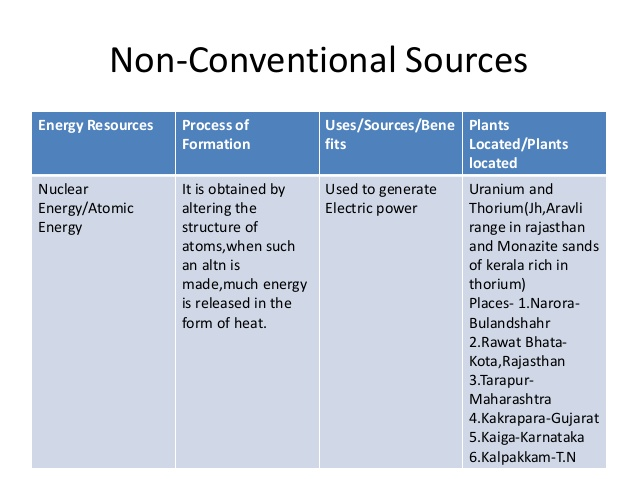 Non-Conventional Sources
Energy Resources
Process of
Formation
Uses/Sources/Bene
fits
Plants
Located/Plants
located
Nuclear
Energy/Atomic
Energy
It is obtained by
altering the
structure of
atoms,when such
an altn is
made,much energy
is released in the
form of heat.
Used to generate
Electric power
Uranium and
Thorium(Jh,Aravli
range in rajasthan
and Monazite sands
of kerala rich in
thorium)
Places- 1.Narora-
Bulandshahr
2.Rawat Bhata-
Kota,Rajasthan
3.Tarapur-
Maharashtra
4.Kakrapara-Gujarat
5.Kaiga-Karnataka
6.Kalpakkam-T.N